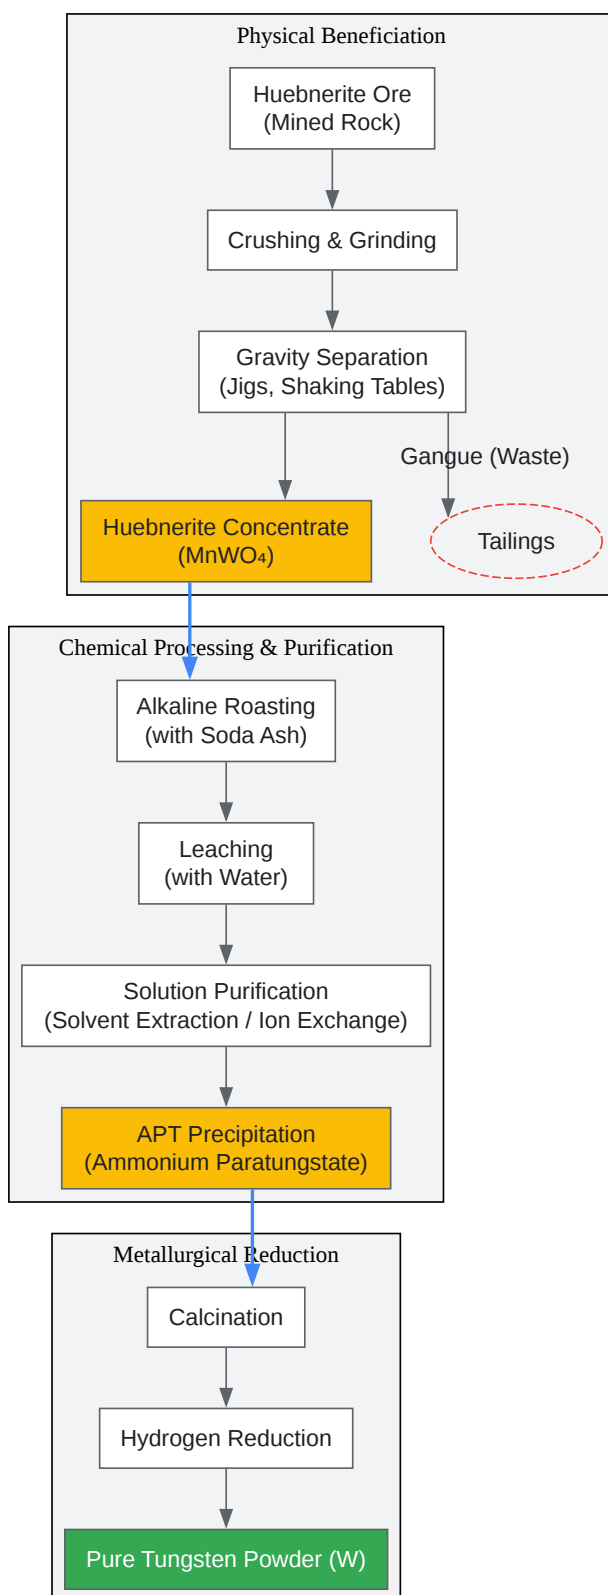 Physical Beneficiation
Huebnerite Ore
(Mined Rock)
Crushing & Grinding
Gravity Separation
(Jigs, Shaking Tables)
Gangue (Waste)
Huebnerite Concentrate
(MnWO₄)
Tailings
Chemical Processing & Purification
Alkaline Roasting
(with Soda Ash)
Leaching
(with Water)
Solution Purification
(Solvent Extraction / Ion Exchange)
APT Precipitation
(Ammonium Paratungstate)
Metallurgical Reduction
Calcination
Hydrogen Reduction
Pure Tungsten Powder (W)